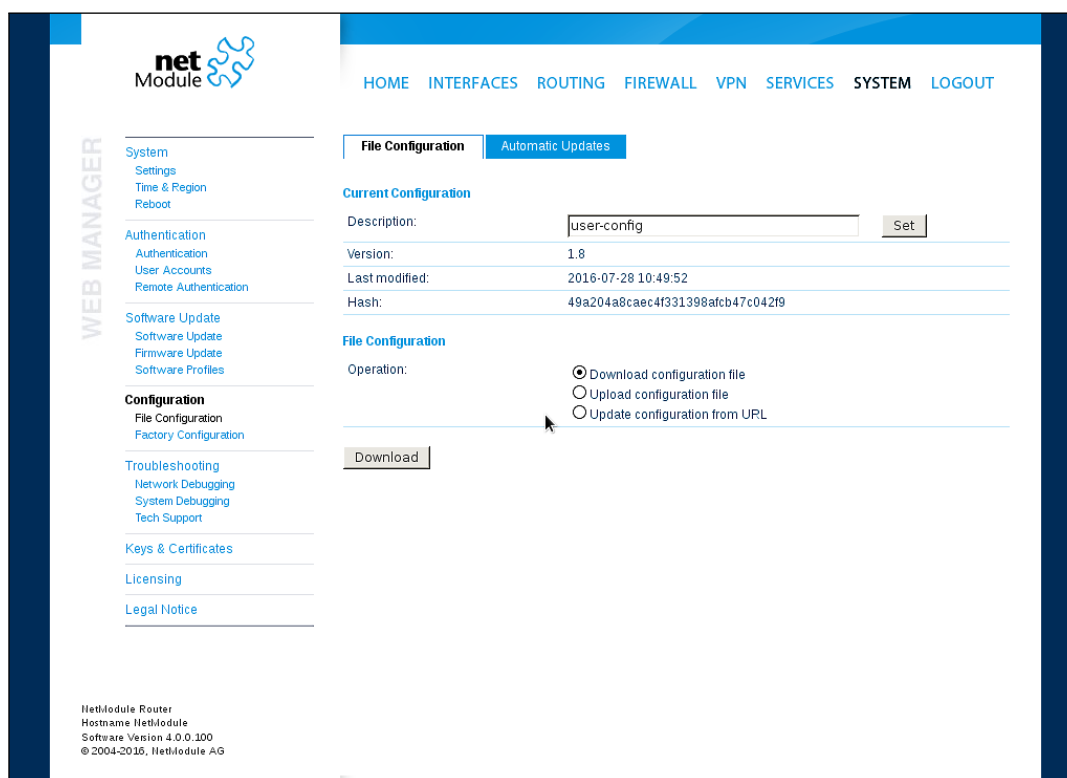 net
Module
HOME INTERFACES ROUTING FIREWALL VPN SERVICES SYSTEM LOGOUT
WEB MANAGER
System
Settings
Time & Region
Reboot
Authentication
Authentication
User Accounts
Remote Authentication
Software Update
Software Update
Firmware Update
Software Profiles
Configuration
File Configuration
Factory Configuration
Troubleshooting
Network Debugging
System Debugging
Tech Support
Keys & Certificates
Licensing
Legal Notice
File Configuration Automatic Updates
Current Configuration
Description: user-config Set
Version: 1.8
Last modified: 2016-07-28 10:49:52
Hash: 49a204a8caec4f331398afcb47c042f9
File Configuration
Operation: Download configuration file
Upload configuration file
Update configuration from URL
Download
NetModule Router
Hostname NetModule
Software Version 4.0.0.100
© 2004-2016, NetModule AG